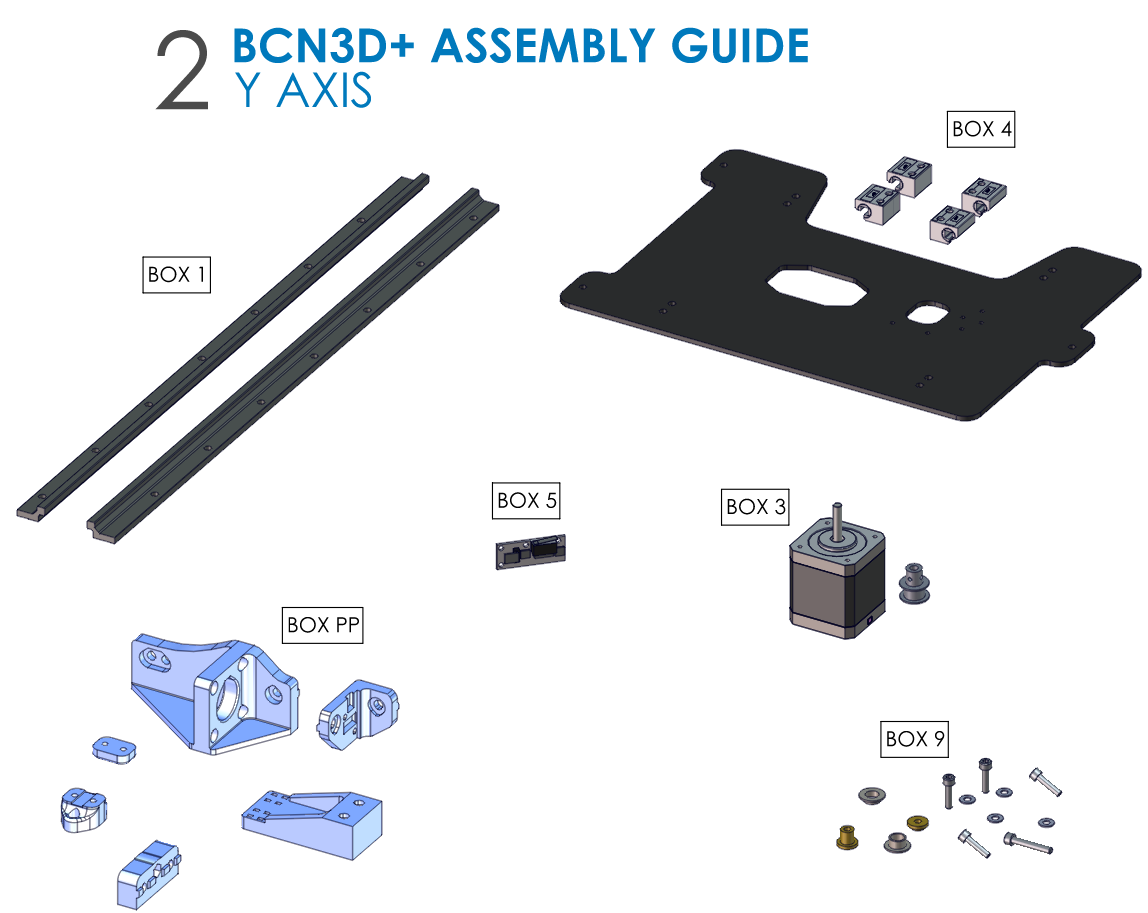 2
BCN3D+ ASSEMBLY GUIDE
Y AXIS
BOX 4
BOX 1
BOX 5
BOX 3
BOX PP
BOX 9